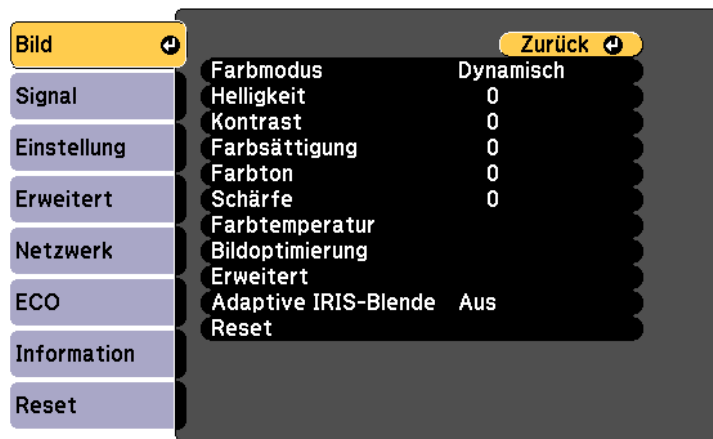 Bild
Signal
Einstellung
Erweitert
Netzwerk
ECO
Information
Reset
Zurück
Farbmodus Dynamisch
Helligkeit 0
Kontrast 0
Farbsättigung 0
Farbton 0
Schärfe 0
Farbtemperatur
Bildoptimierung
Erweitert
Adaptive IRIS-Blende Aus
Reset